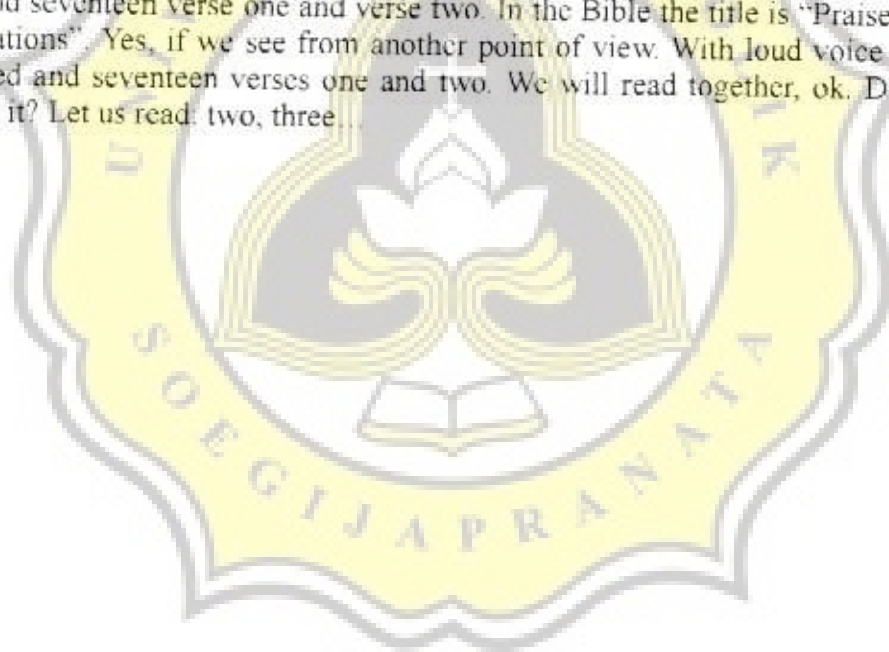 d seventeen verse one and verse two. In the Bible the title is “Praise
ations”. Yes, if we see from another point of view. With loud voice
ed and seventeen verses one and two. We will read together, ok. D
it? Let us read: two, three...
U
IK
SOEGIJAPRANATA